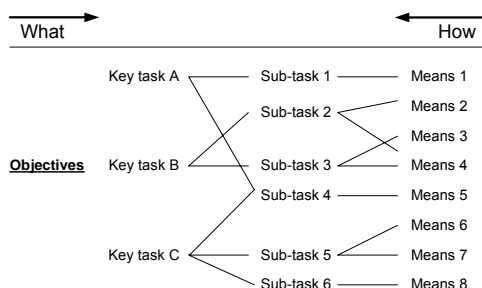 What How
Key task A Sub-task 1 Means 1
Means 2
Sub-task 2
Means 3
Objectives Key task B Sub-task 3 Means 4
Sub-task 4 Means 5
Means 6
Key task C Sub-task 5 Means 7
Sub-task 6 Means 8